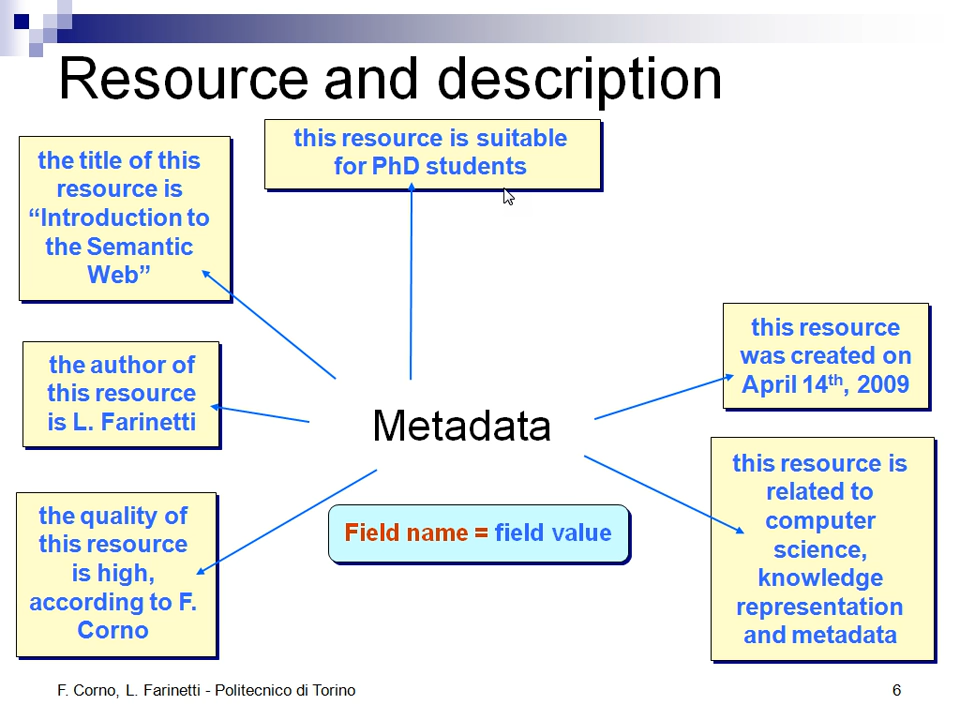 Resource and description
this resource is suitable
for PhD students
the title of this
resource is
“Introduction to
the Semantic
Web”
this resource
was created on
April 14th, 2009
the author of
this resource
is L. Farinetti
Metadata
this resource is
related to
computer
science,
knowledge
representation
and metadata
the quality of
this resource
is high,
according to F.
Corno
Field name = field value
F. Corno, L. Farinetti - Politecnico di Torino
6